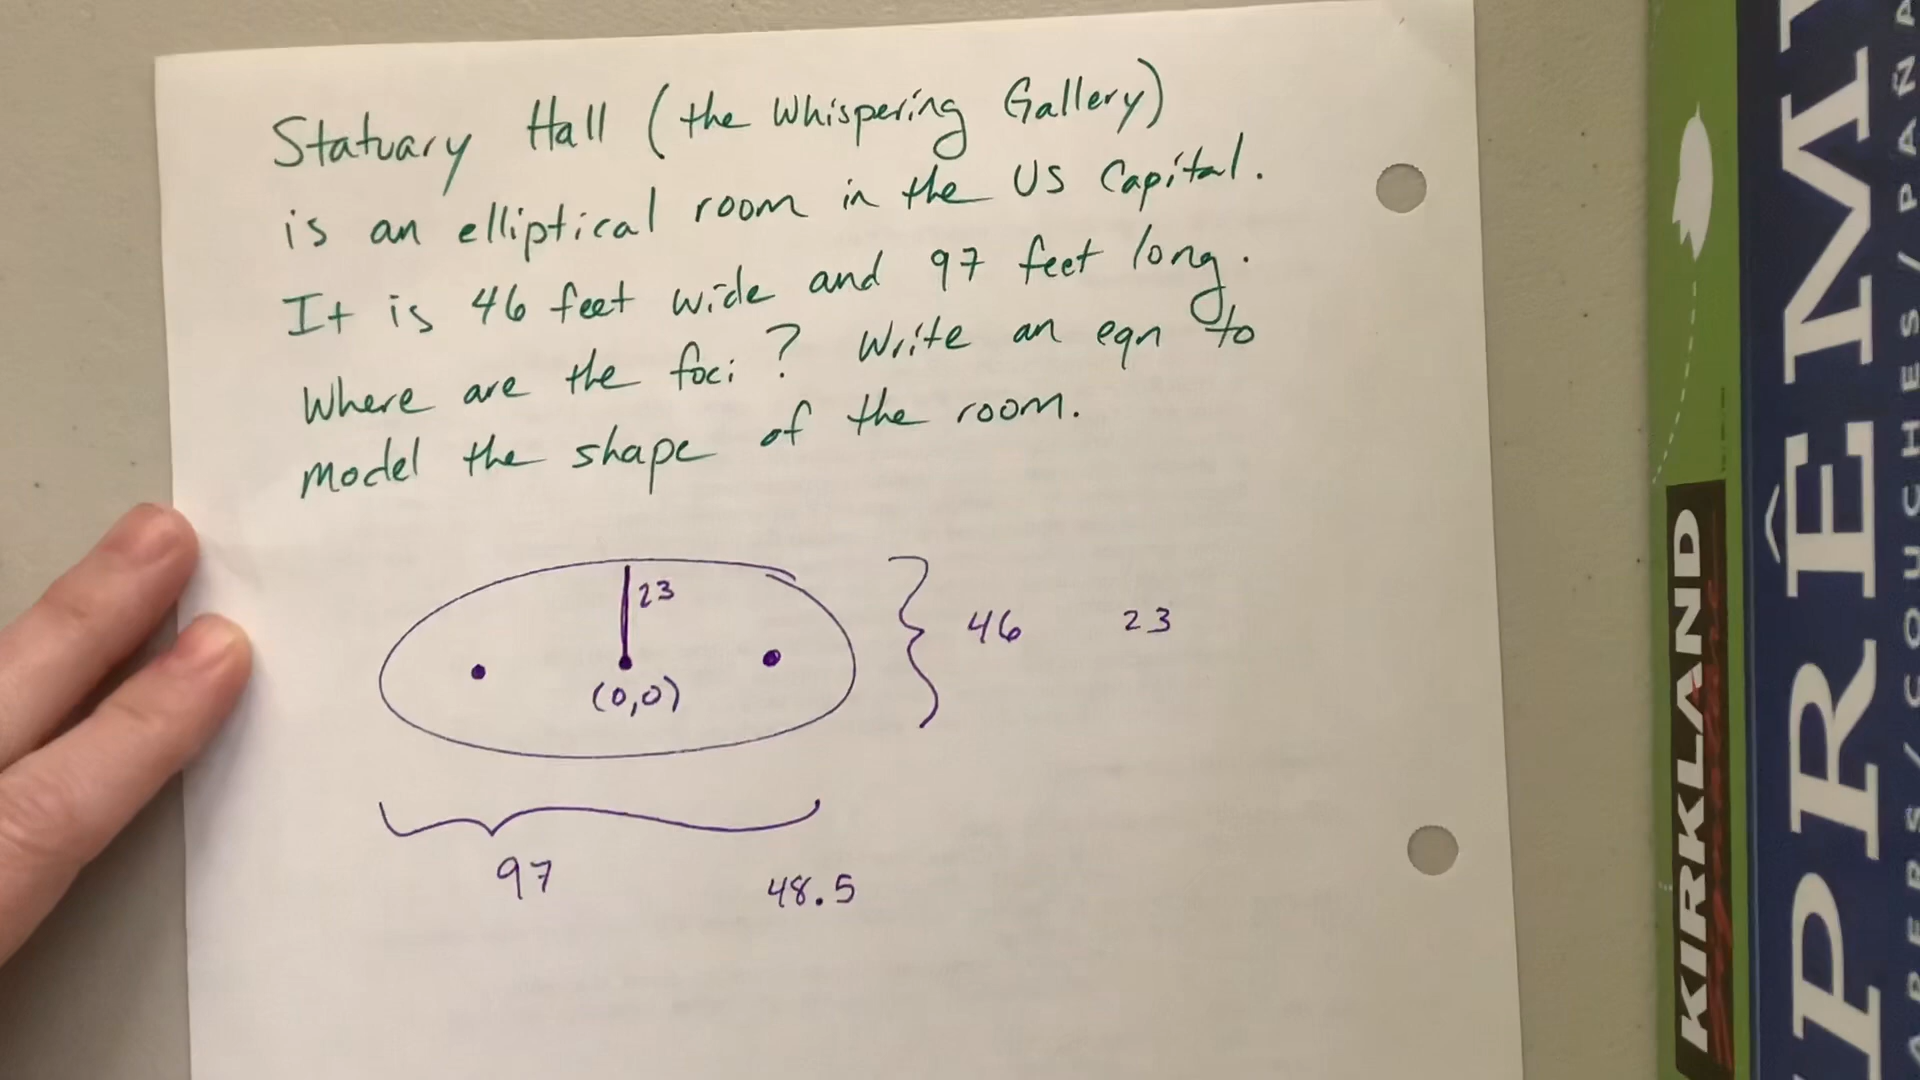 Statuary Hall (the Whispering Gallery)
is an elliptical room in the US Capital.
It is 46 feet wide and 97 feet long.
Where are the foci? Write an eqn to
model the shape of the room.
23
(0,0)
46 23
97
48.5
KIRKLAND
PRÊM